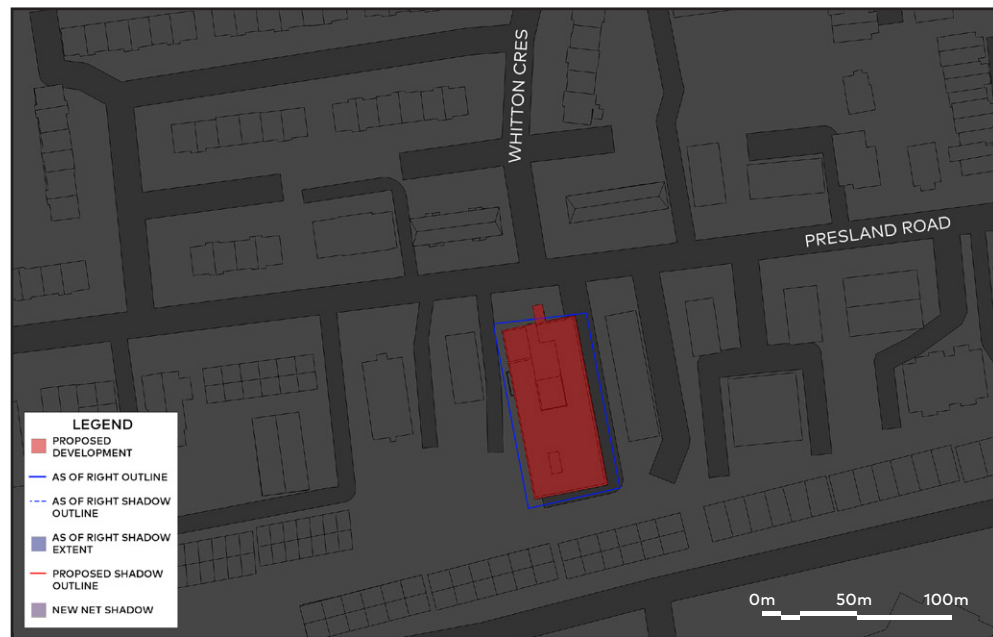 WHITTON CRES
PRESLAND ROAD
LEGEND
PROPOSED
DEVELOPMENT
AS OF RIGHT OUTLINE
AS OF RIGHT SHADOW
OUTLINE
AS OF RIGHT SHADOW
EXTENT
PROPOSED SHADOW
OUTLINE
NEW NET SHADOW
0m 50m 100m